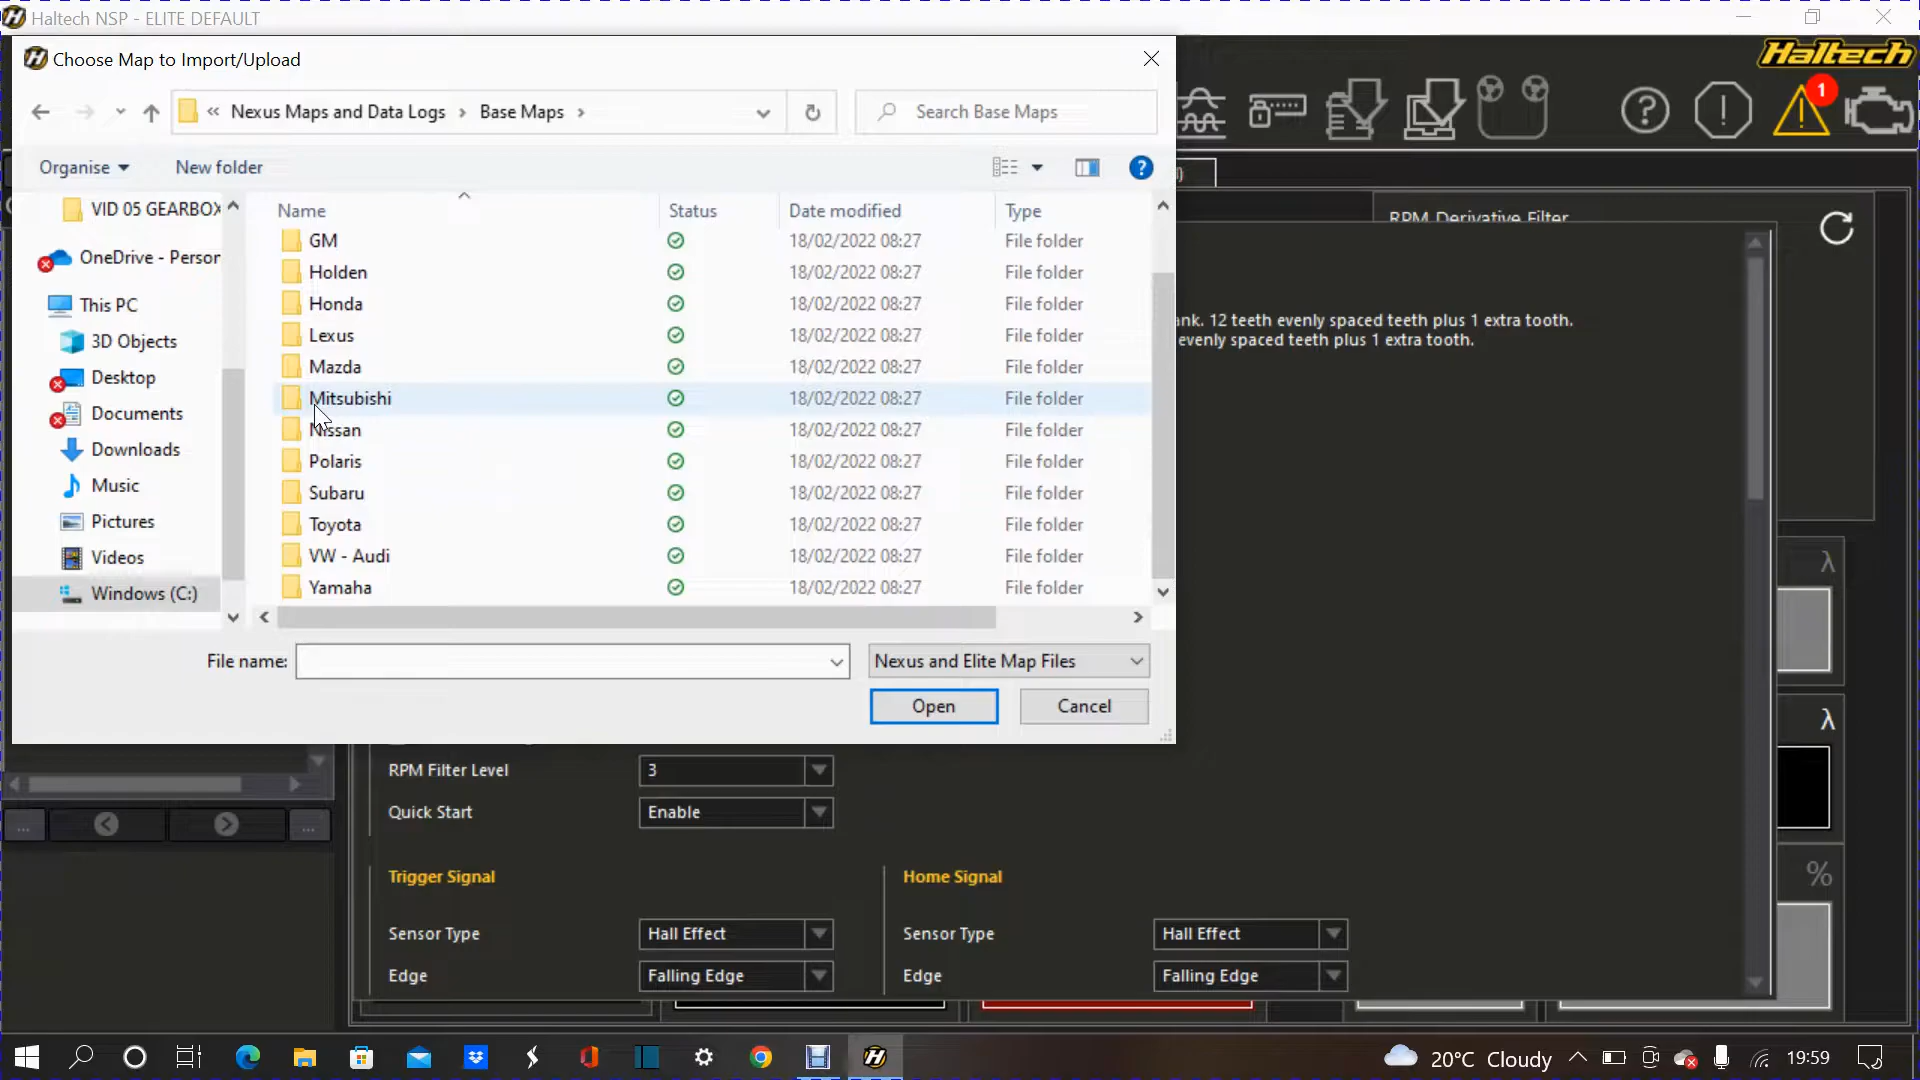 Haltech NSP - ELITE DEFAULT
Choose Map to Import/Upload
Haltech
« Nexus Maps and Data Logs › Base Maps ›
Search Base Maps
1
Organise
New folder
Name
Status
Date modified
Type
VID 05 GEARBOX
OneDrive - Person
This PC
3D Objects
Desktop
Documents
Downloads
Music
Pictures
Videos
Windows (C:)
GM 18/02/2022 08:27 File folder
Holden 18/02/2022 08:27 File folder
Honda 18/02/2022 08:27 File folder
Lexus 18/02/2022 08:27 File folder
Mazda 18/02/2022 08:27 File folder
Mitsubishi 18/02/2022 08:27 File folder
Nissan 18/02/2022 08:27 File folder
Polaris 18/02/2022 08:27 File folder
Subaru 18/02/2022 08:27 File folder
Toyota 18/02/2022 08:27 File folder
VW - Audi 18/02/2022 08:27 File folder
Yamaha 18/02/2022 08:27 File folder
File name:
Nexus and Elite Map Files
Open
Cancel
RPM Derivative Filter
ank. 12 teeth evenly spaced teeth plus 1 extra tooth.
evenly spaced teeth plus 1 extra tooth.
λ
λ
%
RPM Filter Level 3
Quick Start Enable
... ...
Trigger Signal
Home Signal
Sensor Type Hall Effect
Sensor Type Hall Effect
Edge Falling Edge
Edge Falling Edge
20°C Cloudy
19:59